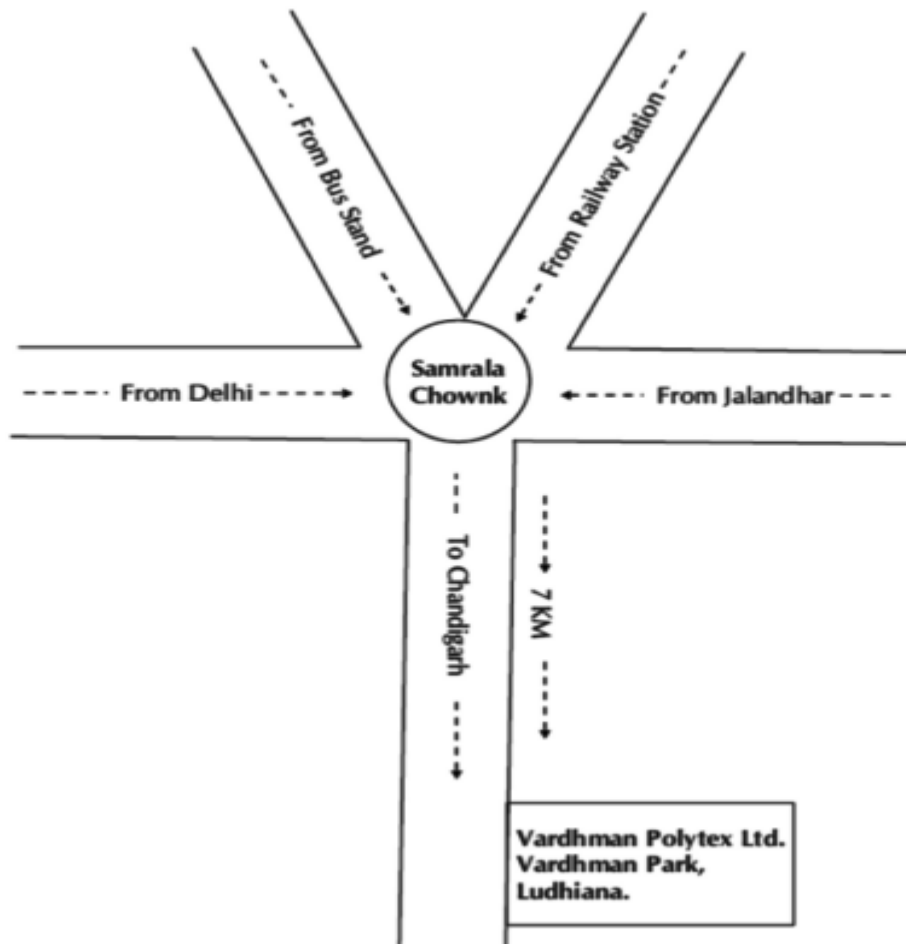 From Bus Stand
From Railway Station
Samrala
Chownk
From Delhi
From Jalandhar
To Chandigarh
7 KM
Vardhman Polytex Ltd.
Vardhman Park,
Ludhiana.